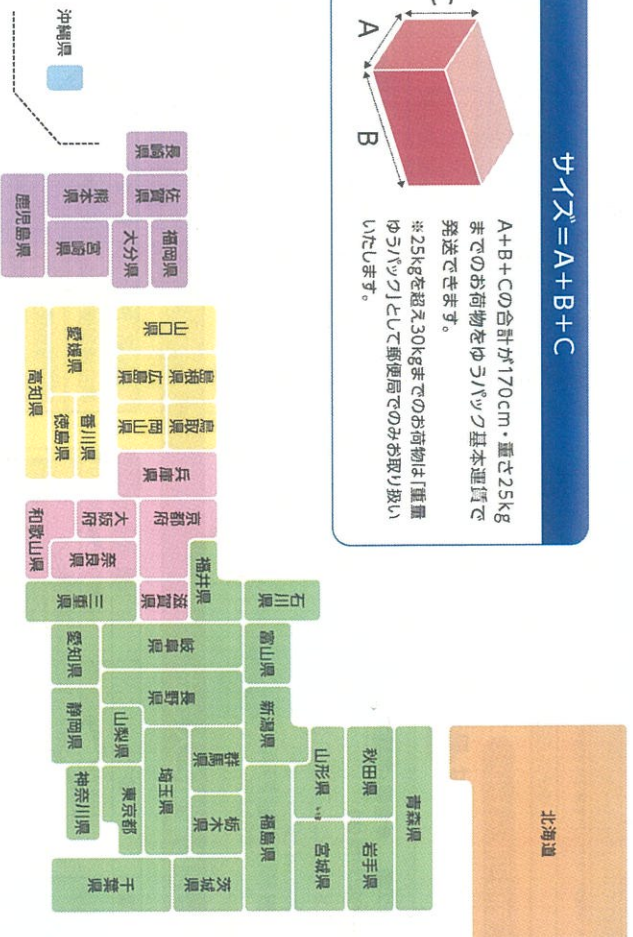 サイズ=A+B+C
A+B+Cの合計が170cm・重さ25kg
までのお荷物をゆうパック基本運賃で
発送できます。
※25kgを超え30kgまでのお荷物は「重量
ゆうパック」として郵便局でのみお取り扱い
いたします。
A
B
北海道
青森県
秋田県
岩手県
山形県
宮城県
福島県
新潟県
富山県
石川県
福井県
群馬県
栃木県
茨城県
埼玉県
東京都
千葉県
神奈川県
山梨県
長野県
岐阜県
静岡県
愛知県
三重県
滋賀県
京都府
大阪府
奈良県
和歌山県
兵庫県
鳥取県
岡山県
島根県
広島県
山口県
香川県
徳島県
愛媛県
高知県
福岡県
大分県
佐賀県
長崎県
熊本県
宮崎県
鹿児島県
沖縄県